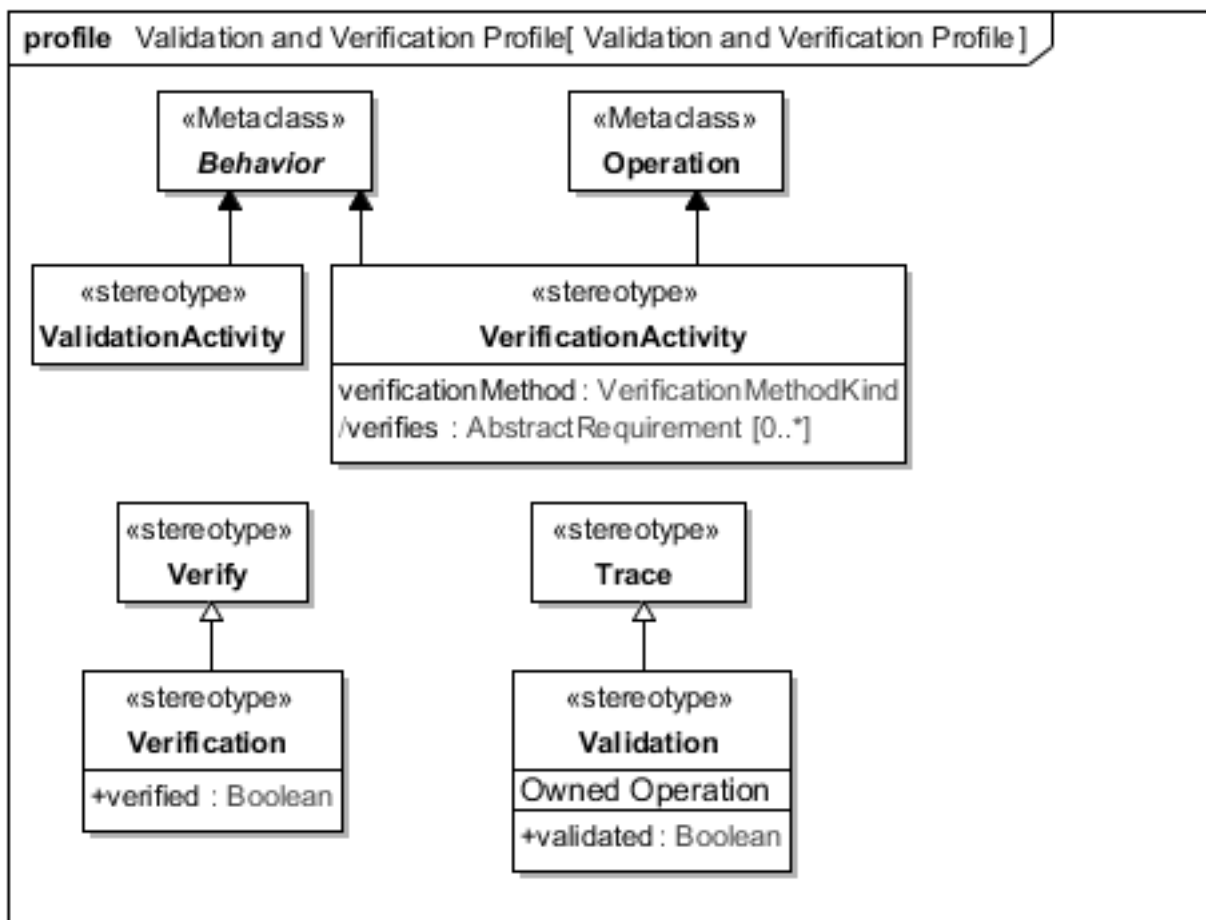 profile Validation and Verification Profile[ Validation and Verification Profile ]
«Metaclass»
Behavior
«Metaclass»
Operation
«stereotype»
ValidationActivity
«stereotype»
VerificationActivity
verificationMethod : VerificationMethodKind
/verifies : AbstractRequirement [0..*]
«stereotype»
Verify
«stereotype»
Trace
«stereotype»
Verification
+verified : Boolean
«stereotype»
Validation
Owned Operation
+validated : Boolean